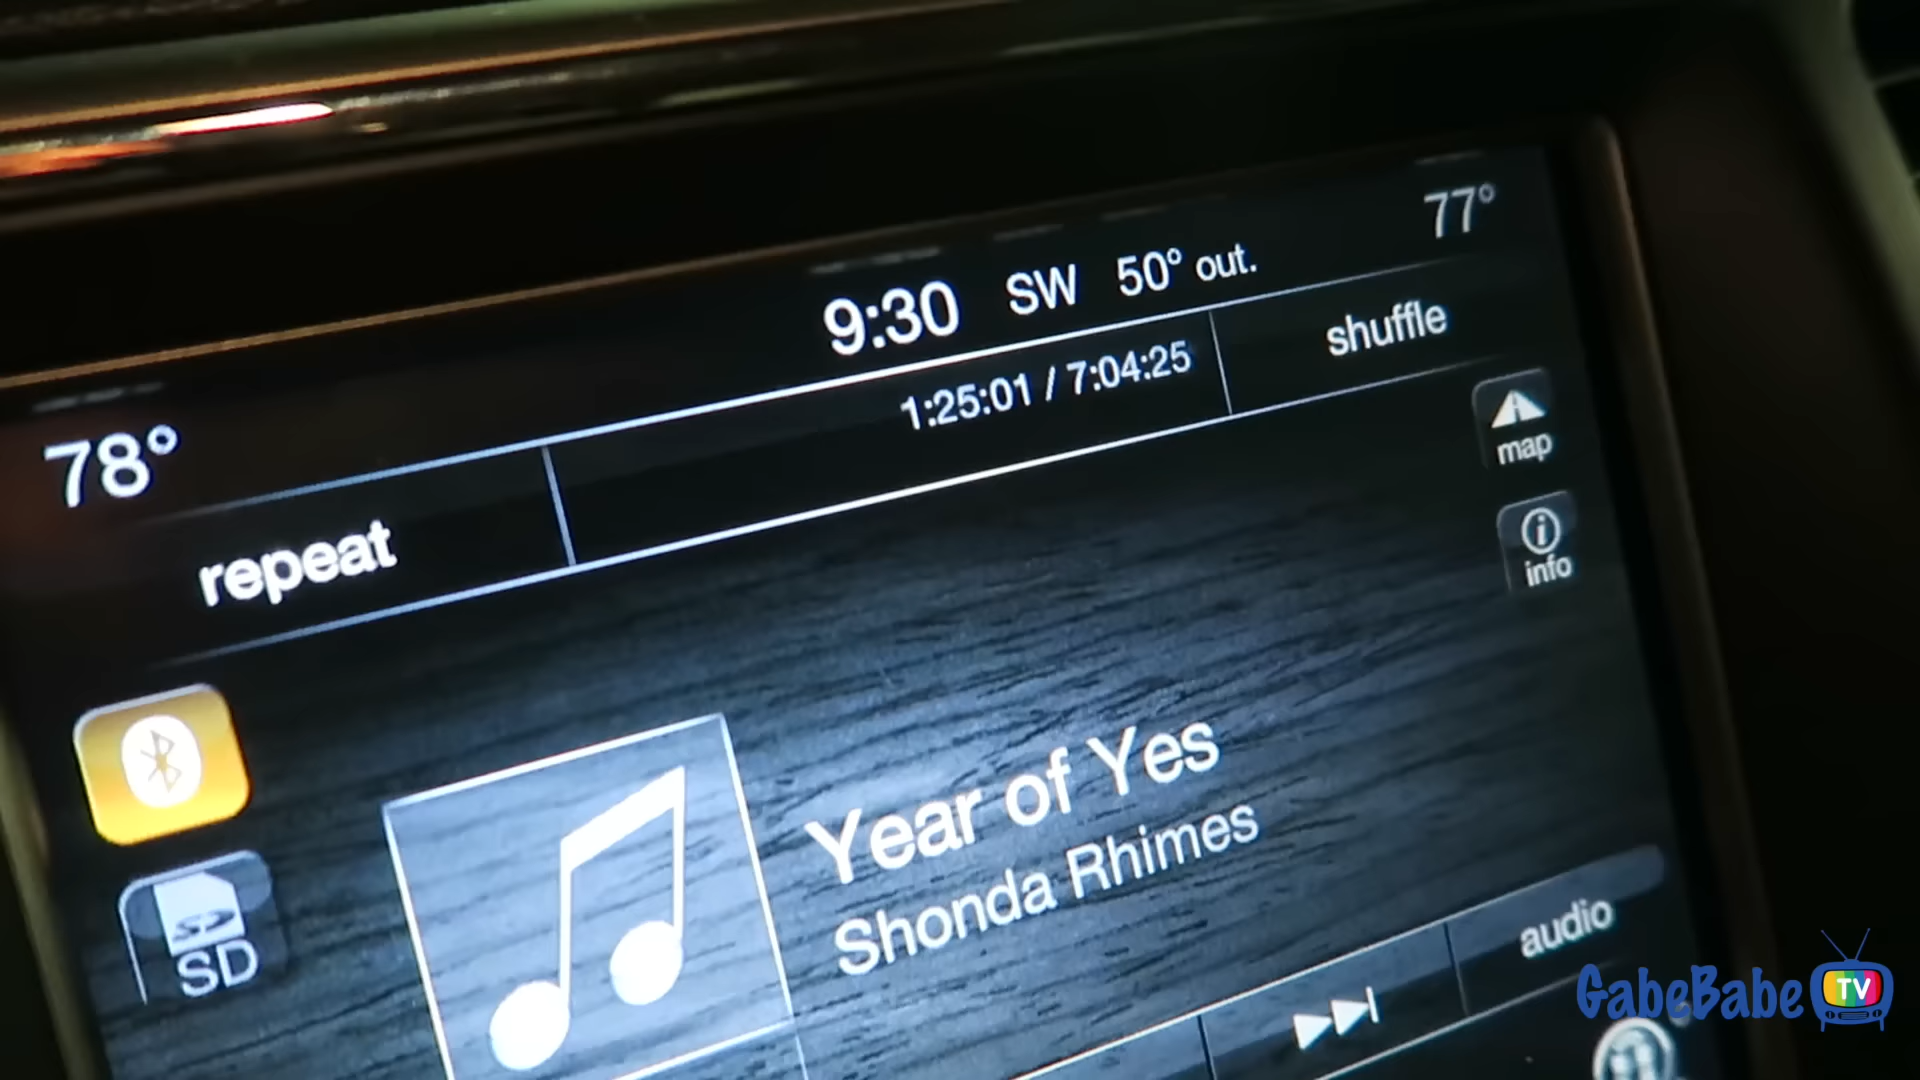 77°
9:30 SW 50° out.
1:25:01 / 7:04:25
shuffle
78°
repeat
map
info
Year of Yes
Shonda Rhimes
SD
audio
GabeBabe TV